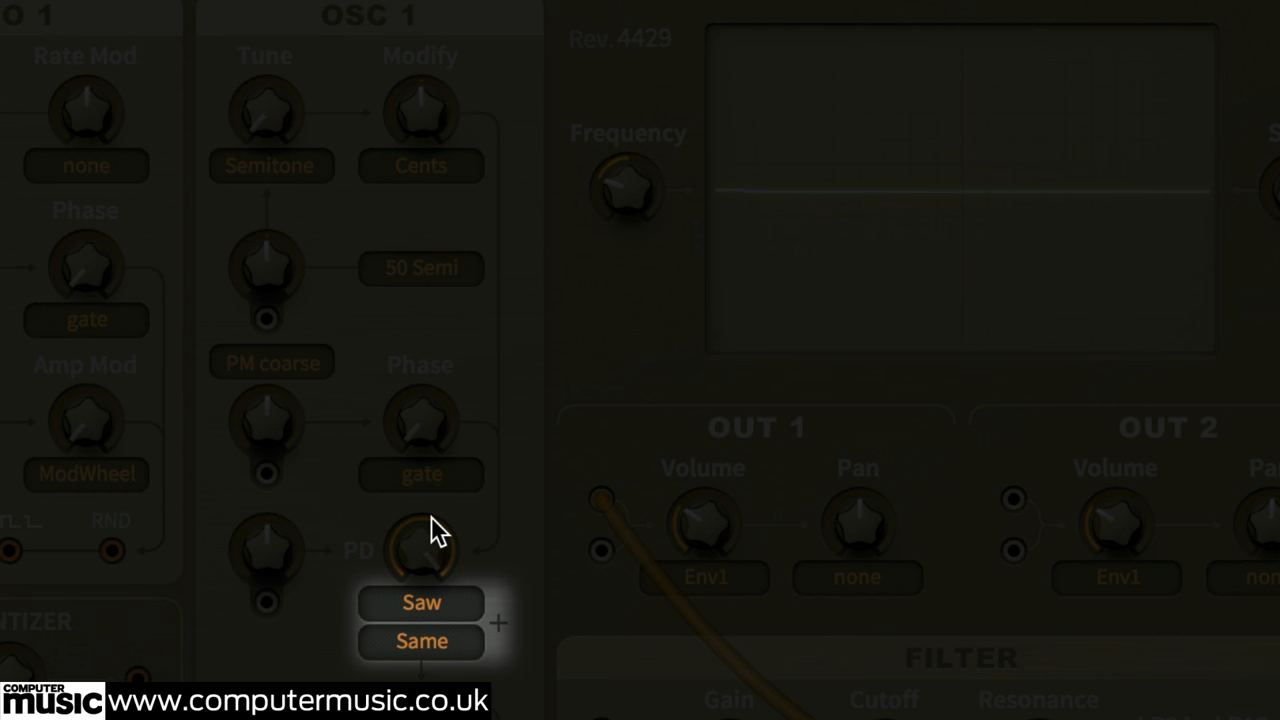 O 1
OSC 1
Rev. 4429
Rate Mod
Tune
Modify
Frequency
none
Semitone
Cents
Phase
50 Semi
gate
PM coarse
Phase
Amp Mod
OUT 1
OUT 2
Volume
Pan
Volume
Pa
ModWheel
gate
RND
PD
Env1
none
Env1
non
Saw
NTIZER
Same
FILTER
Gain
Cutoff
Resonance
COMPUTER
music
www.computermusic.co.uk